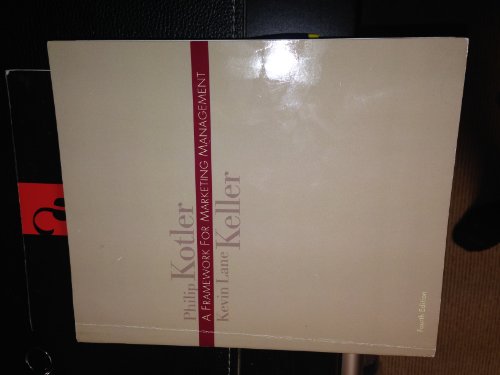 Philip Kotler
A FRAMEWORK FOR MARKETING MANAGEMENT
Kevin Lane Keller
Fourth Edition